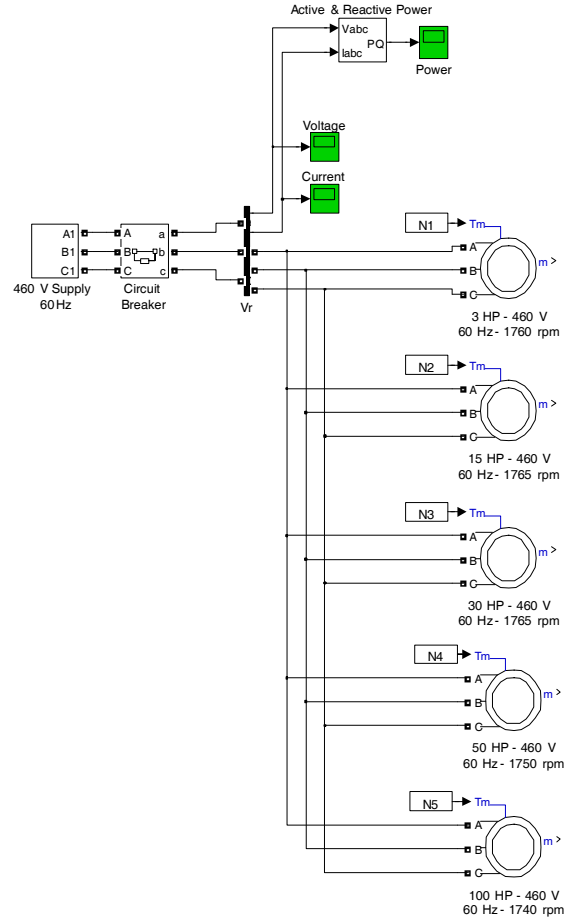 Active & Reactive Power
Vabc
Iabc
PQ
Power
Voltage
Current
A1
B1
C1
A
B
C
a
b
c
460 V Supply
60Hz
Circuit
Breaker
Vr
N1
Tm
A
B
C
m
3 HP - 460 V
60 Hz - 1760 rpm
N2
Tm
A
B
C
m
15 HP - 460 V
60 Hz - 1765 rpm
N3
Tm
A
B
C
m
30 HP - 460 V
60 Hz - 1765 rpm
N4
Tm
A
B
C
m
50 HP - 460 V
60 Hz - 1750 rpm
N5
Tm
A
B
C
m
100 HP - 460 V
60 Hz - 1740 rpm